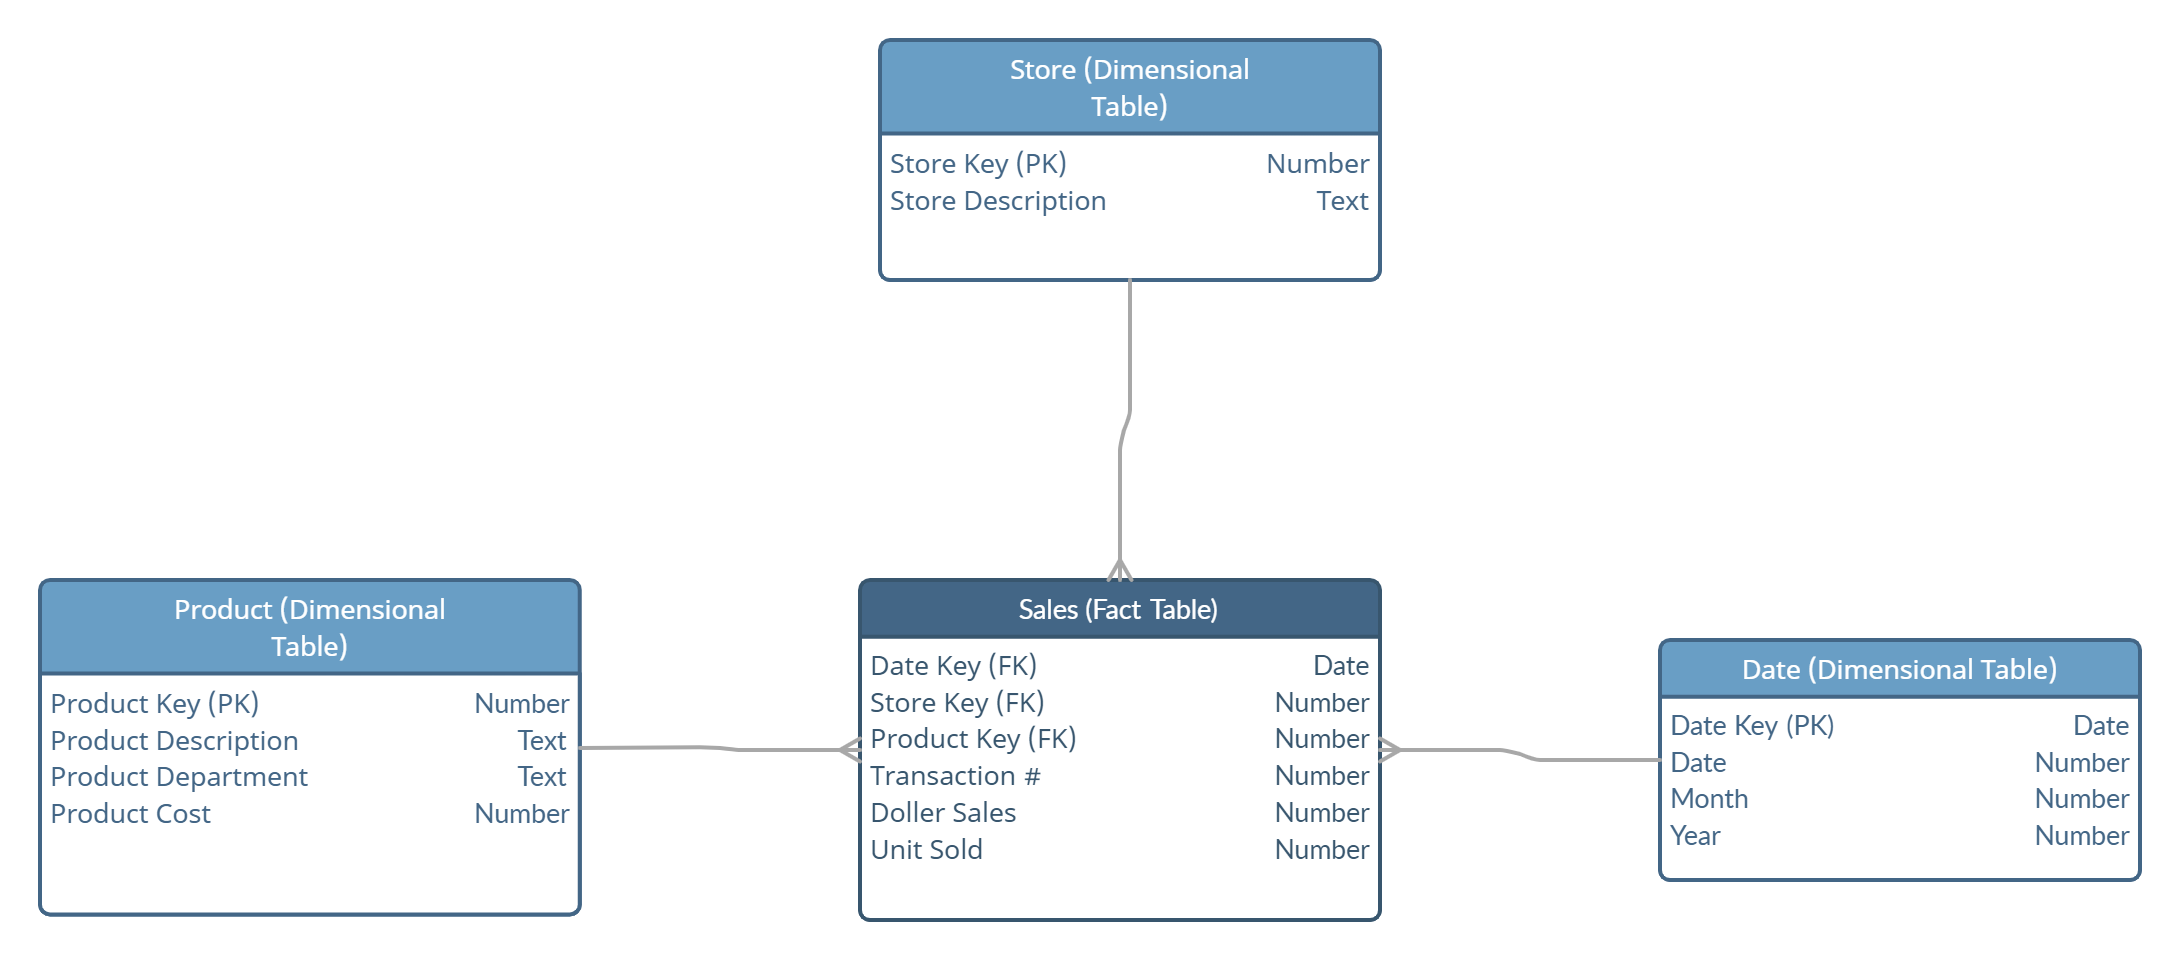 Store (Dimensional
Table)
Store Key (PK) Number
Store Description Text
Product (Dimensional
Table)
Product Key (PK) Number
Product Description Text
Product Department Text
Product Cost Number
Sales (Fact Table)
Date Key (FK) Date
Store Key (FK) Number
Product Key (FK) Number
Transaction # Number
Doller Sales Number
Unit Sold Number
Date (Dimensional Table)
Date Key (PK) Date
Date Number
Month Number
Year Number